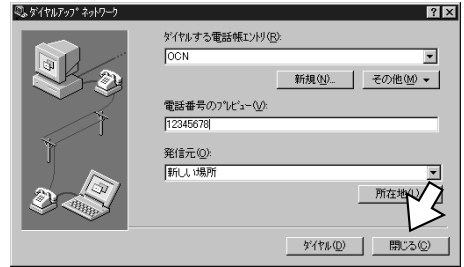 ﾀﾞｲﾔﾙｱｯﾌﾟ ﾈｯﾄﾜｰｸ
ﾀﾞｲﾔﾙする電話帳ｴﾝﾄﾘ(R):
OCN
新規(N)... その他(M)
電話番号のﾌﾟﾚﾋﾞｭｰ(V):
12345678
発信元(O):
新しい場所
所在地(L)
ﾀﾞｲﾔﾙ(D) 閉じる(C)